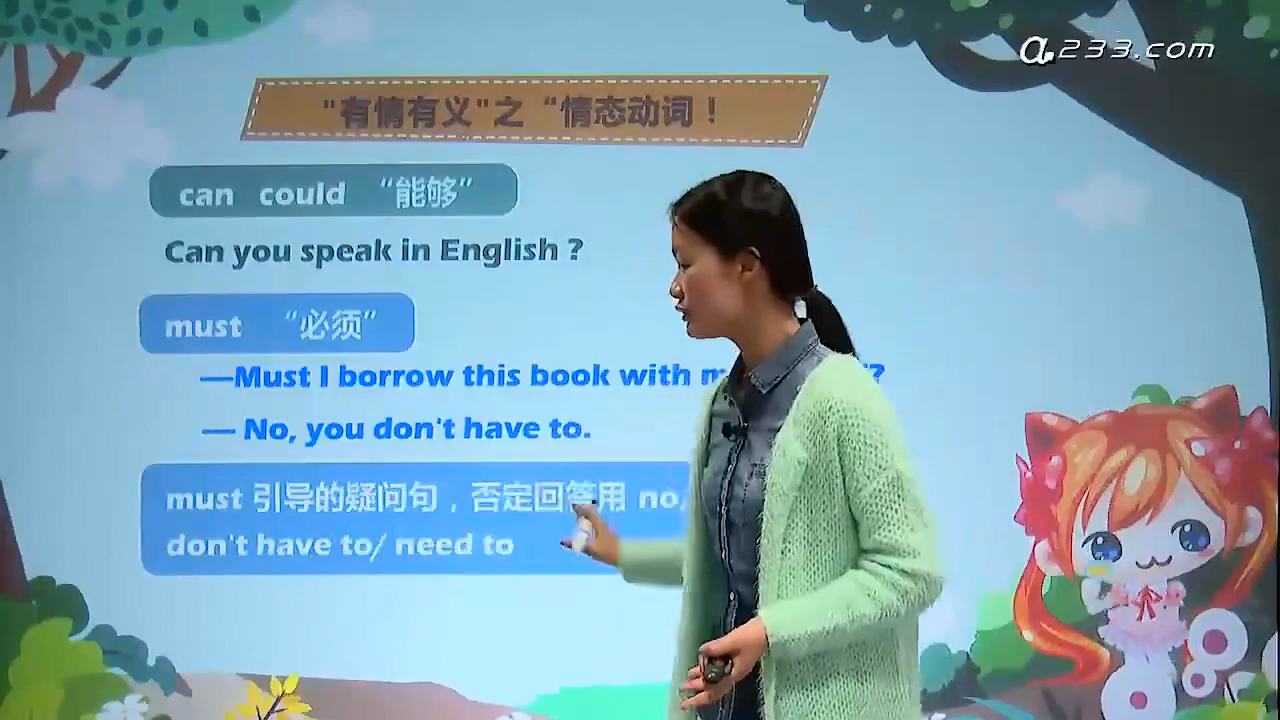 a.233.com
"有情有义"之 “情态动词！
can could “能够”
Can you speak in English ?
must “必须”
—Must I borrow this book with m ?
— No, you don't have to.
must 引导的疑问句，否定回答用 no,
don't have to/ need to